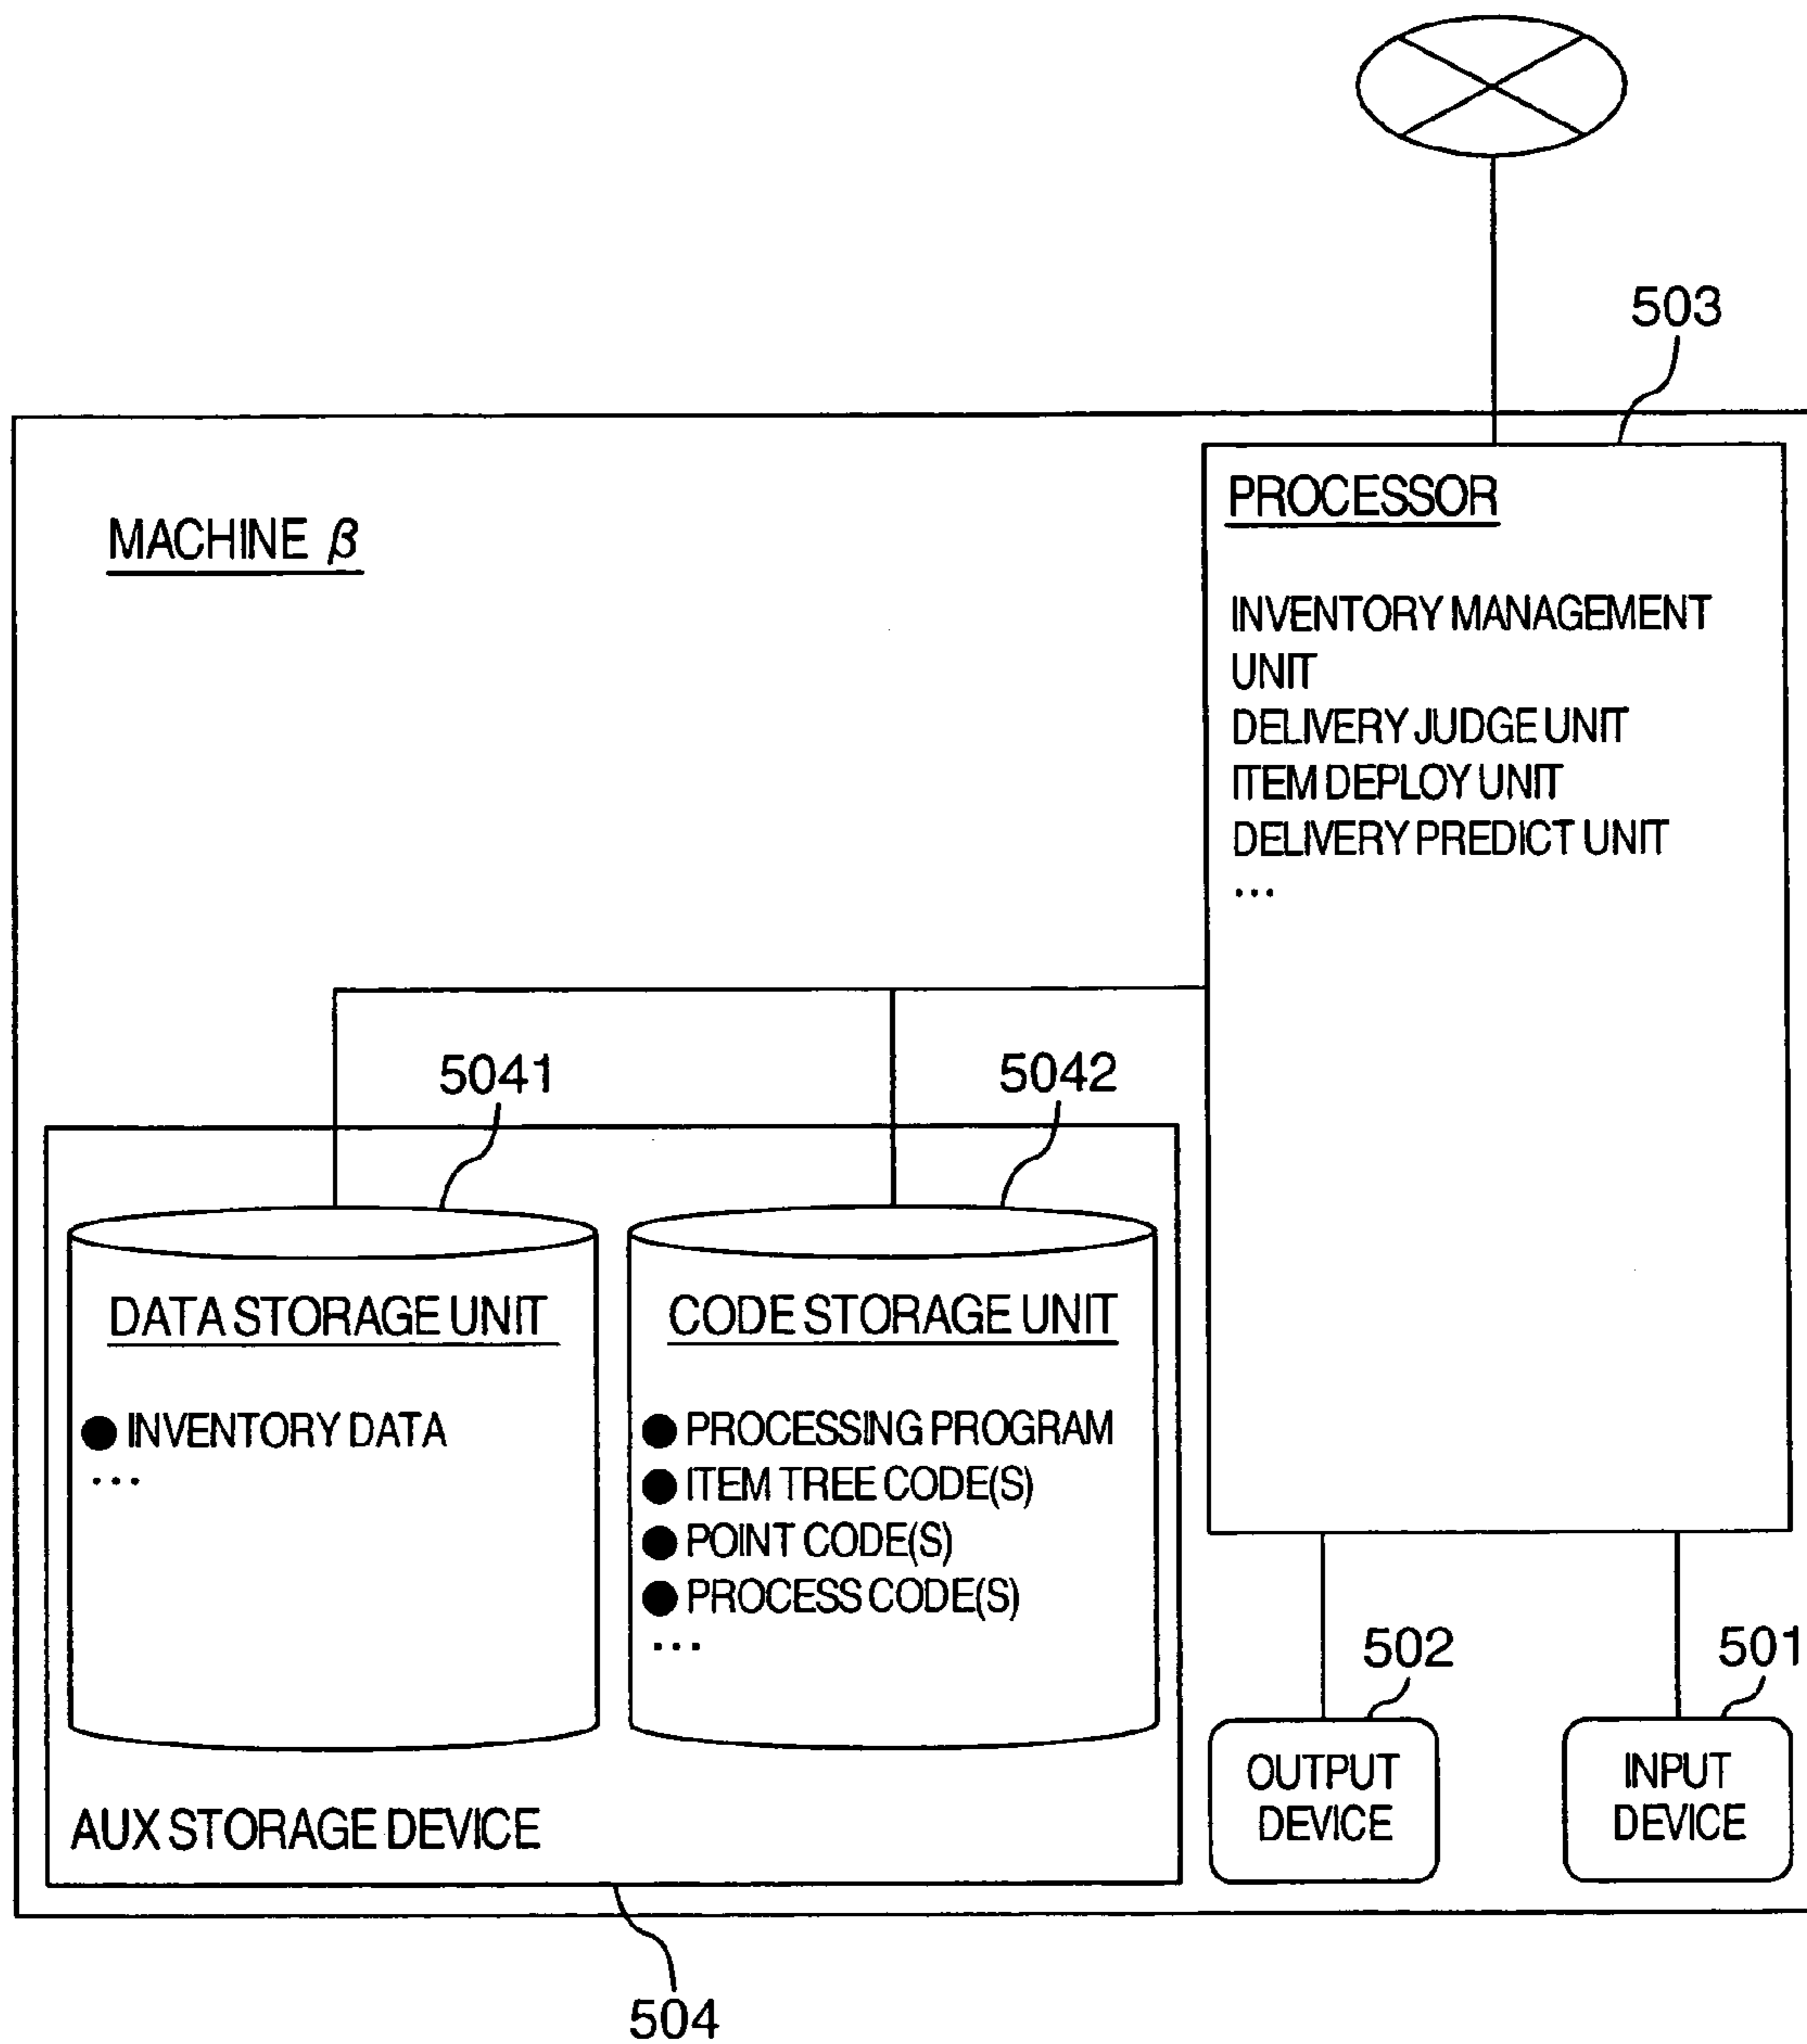 503
MACHINE β
PROCESSOR
INVENTORY MANAGEMENT
UNIT
DELIVERY JUDGE UNIT
ITEM DEPLOY UNIT
DELIVERY PREDICT UNIT
...
5041
5042
DATA STORAGE UNIT
● INVENTORY DATA
...
CODE STORAGE UNIT
● PROCESSING PROGRAM
● ITEM TREE CODE(S)
● POINT CODE(S)
● PROCESS CODE(S)
...
502
501
OUTPUT
DEVICE
INPUT
DEVICE
AUX STORAGE DEVICE
504